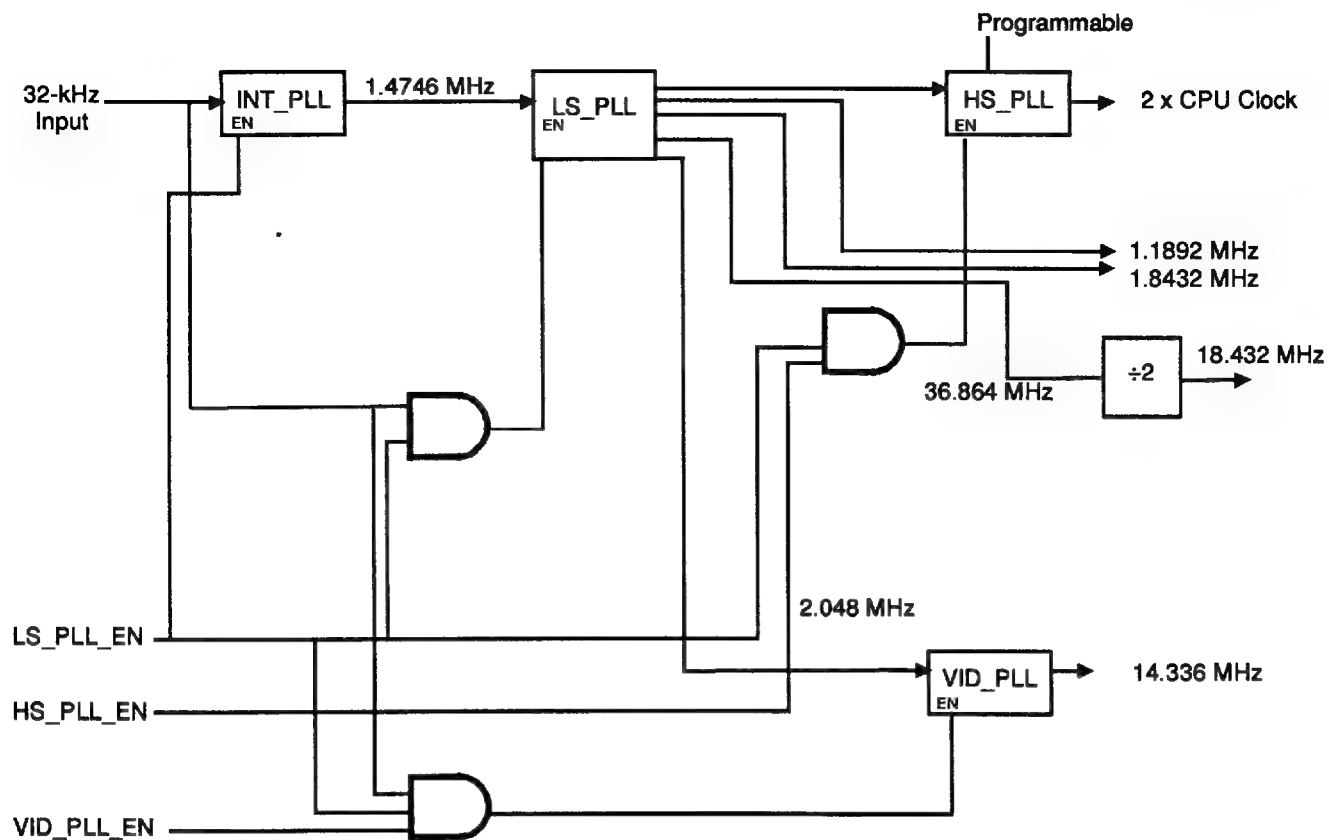 Programmable
32-kHz
Input
INT_PLL
EN
1.4746 MHz
LS_PLL
EN
HS_PLL
EN
2 x CPU Clock
1.1892 MHz
1.8432 MHz
÷2
18.432 MHz
36.864 MHz
2.048 MHz
LS_PLL_EN
VID_PLL
EN
14.336 MHz
HS_PLL_EN
VID_PLL_EN